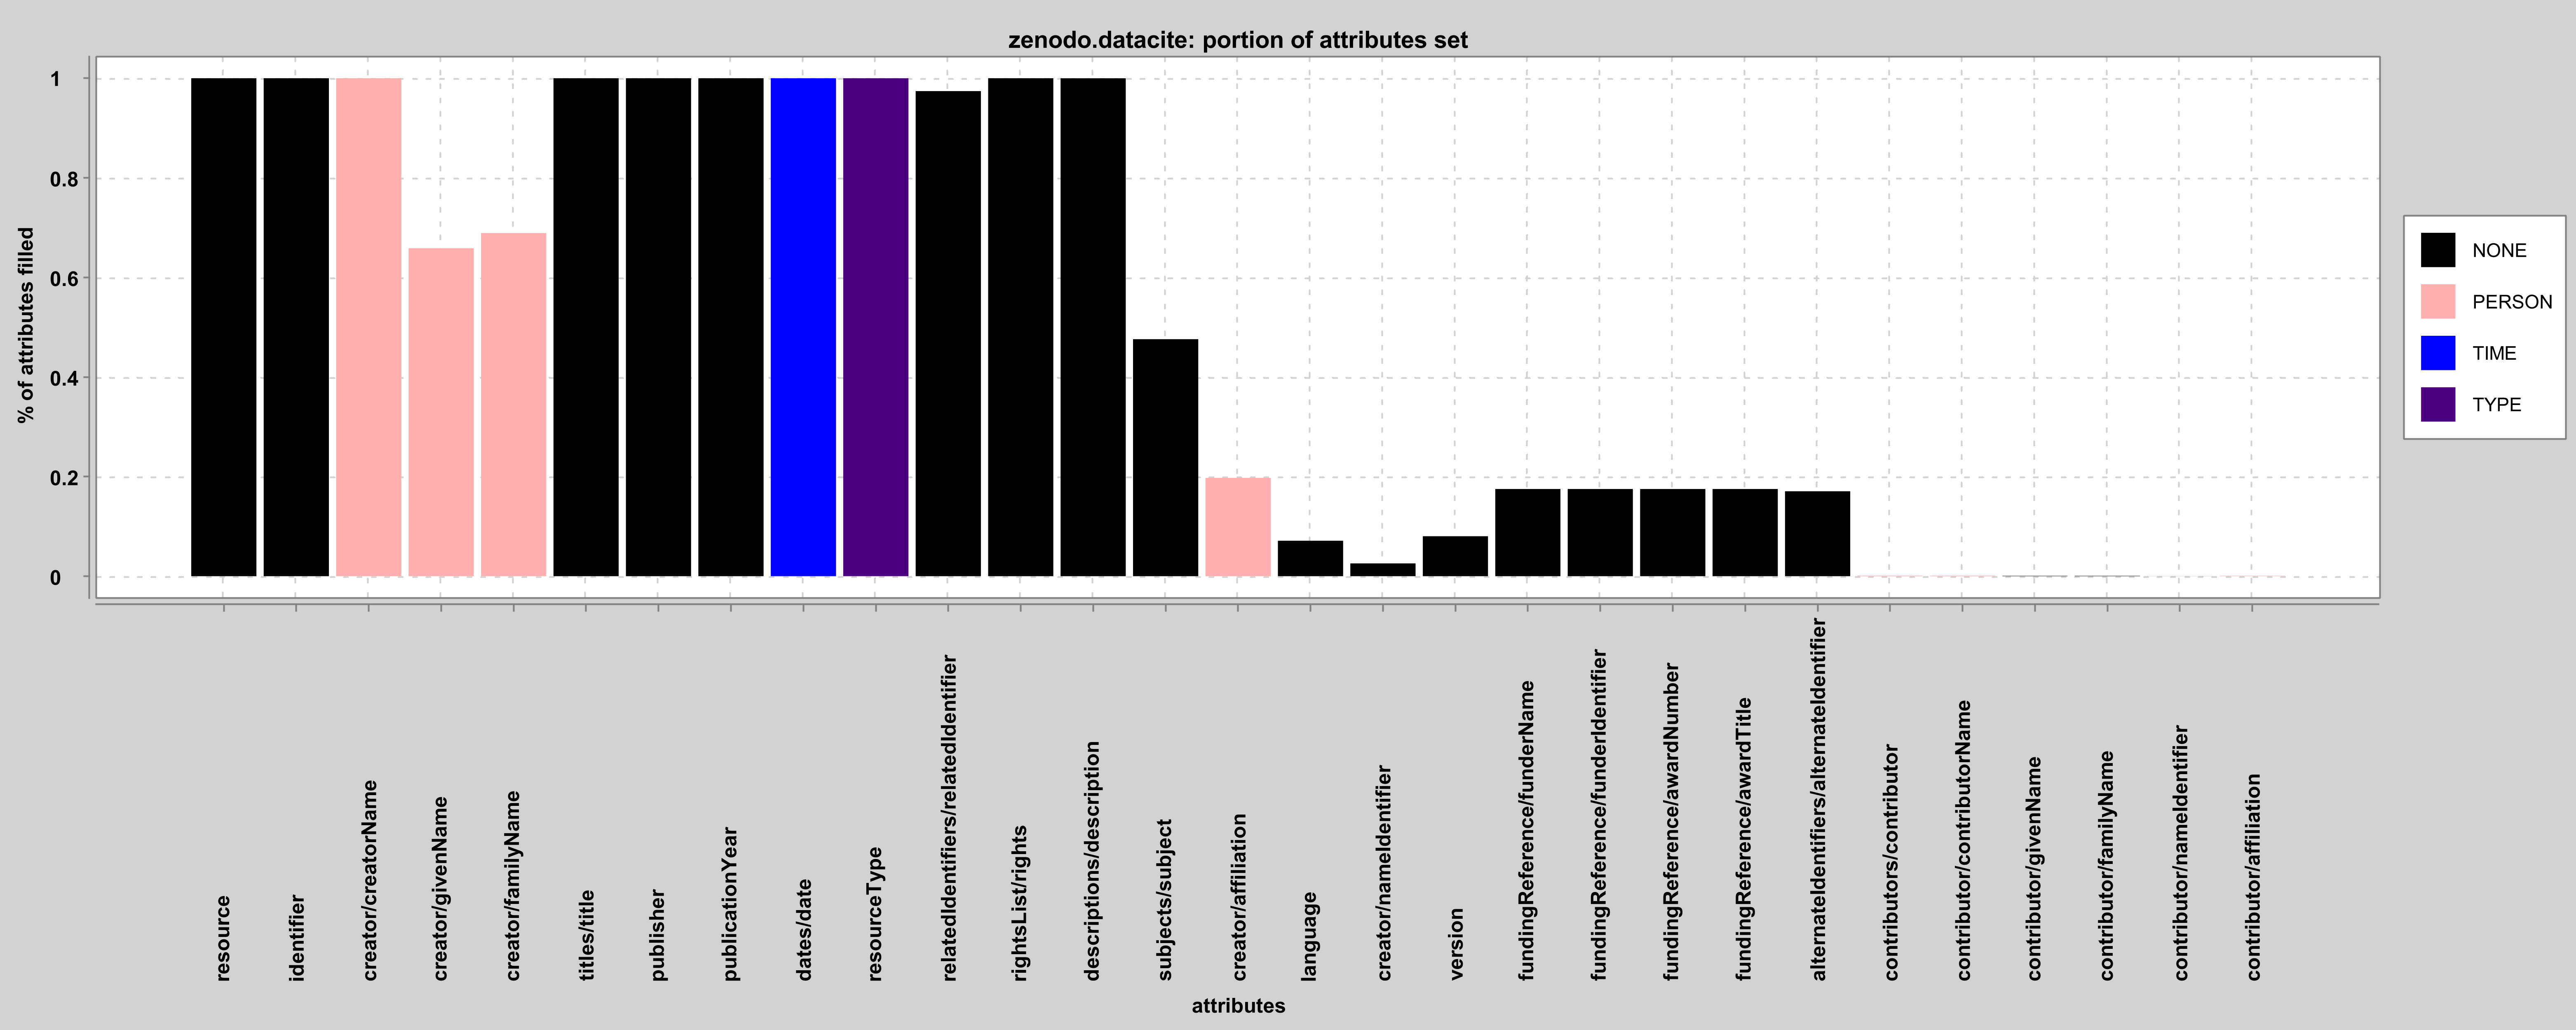 zenodo.datacite: portion of attributes set
% of attributes filled
1
0.8
0.6
0.4
0.2
0
resource
identifier
creator/creatorName
creator/givenName
creator/familyName
titles/title
publisher
publicationYear
dates/date
resourceType
relatedIdentifiers/relatedIdentifier
rightsList/rights
descriptions/description
subjects/subject
creator/affiliation
language
creator/nameIdentifier
version
fundingReference/funderName
fundingReference/funderIdentifier
fundingReference/awardNumber
fundingReference/awardTitle
alternateIdentifiers/alternateIdentifier
contributors/contributor
contributor/contributorName
contributor/givenName
contributor/familyName
contributor/nameIdentifier
contributor/affiliation
attributes
NONE
PERSON
TIME
TYPE